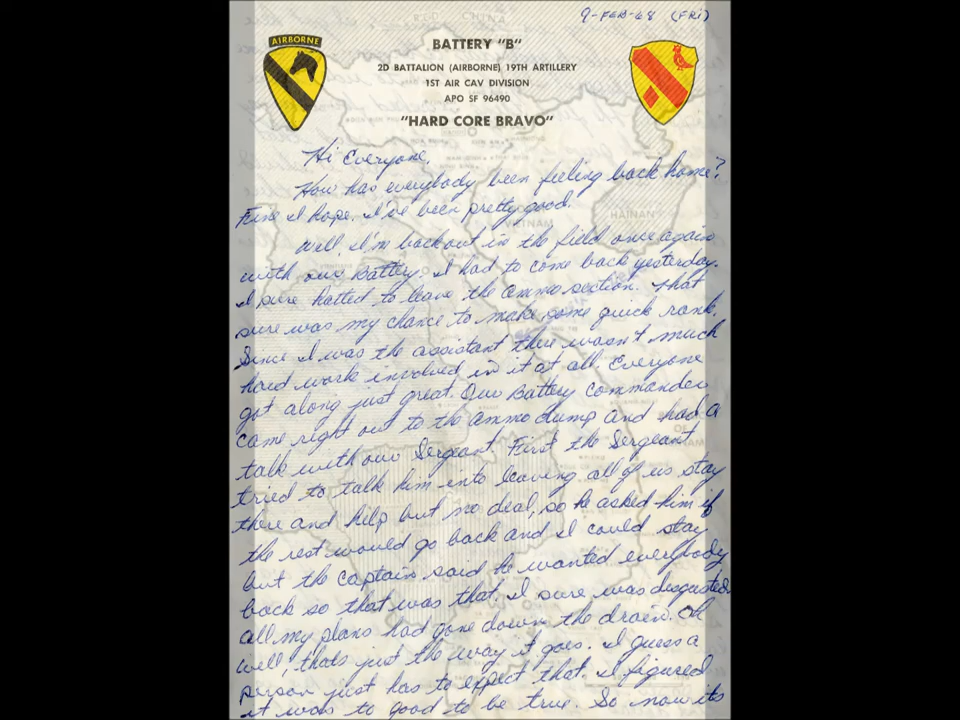 9-FEB-68 (FRI)
AIRBORNE
BATTERY "B"
2D BATTALION (AIRBORNE) 19TH ARTILLERY
1ST AIR CAV DIVISION
APO SF 96490
"HARD CORE BRAVO"
Hi Everyone,
How has everybody been feeling back home?
Fine I hope. I've been pretty good.
Well, I'm back out in the field once again
with our Battery. I had to come back yesterday.
I sure hatted to leave the ammo section. That
sure was my chance to make some quick rank.
Since I was the assistant there wasn't much
hard work involved in it at all. Everyone
got along just great. Our Battery Commander
came right out to the ammo dump and had a
talk with our Sergeant. First the Sergeant
tried to talk him into leaving all of us stay
there and help but no deal, so he asked him if
the rest would go back and I could stay
but the captain said he wanted everybody
back so that was that. I sure was disgusted
all my plans had gone down the drain. Oh
well, thats just the way it goes. I guess a
person just has to expect that. I figured
it was to good to be true. So now its
HAINAN